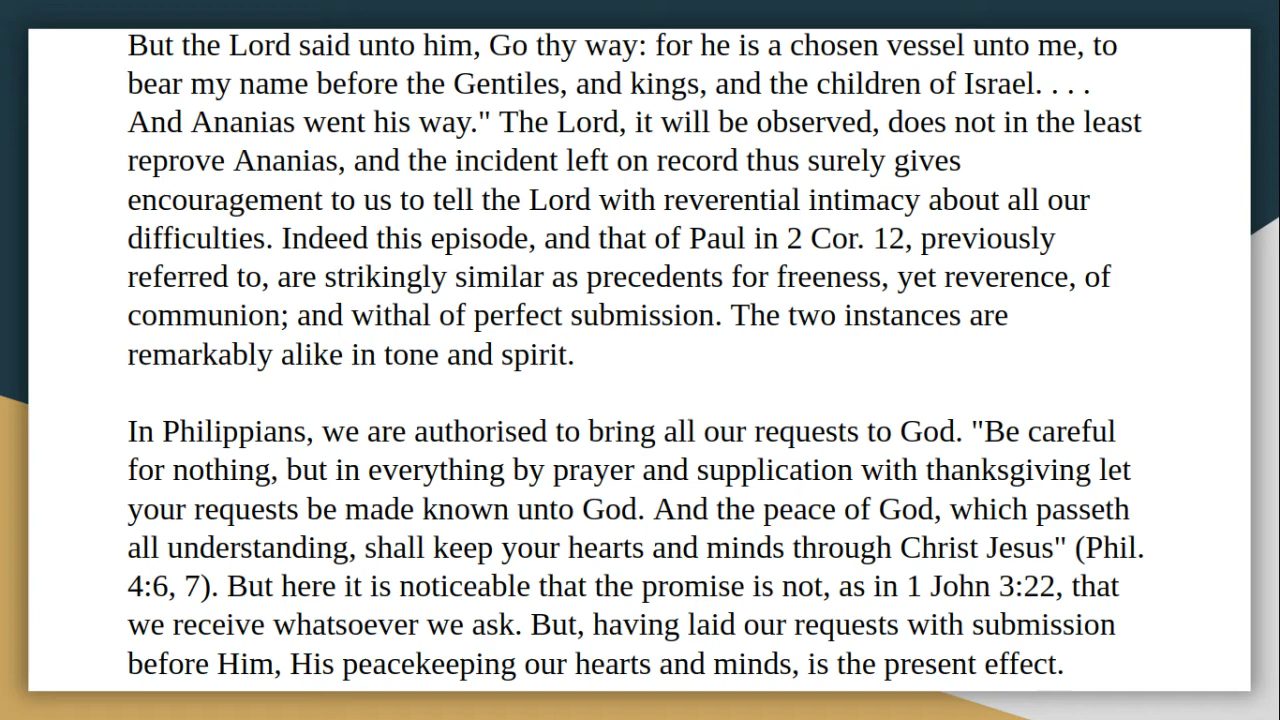 But the Lord said unto him, Go thy way: for he is a chosen vessel unto me, to
bear my name before the Gentiles, and kings, and the children of Israel. . . .
And Ananias went his way." The Lord, it will be observed, does not in the least
reprove Ananias, and the incident left on record thus surely gives
encouragement to us to tell the Lord with reverential intimacy about all our
difficulties. Indeed this episode, and that of Paul in 2 Cor. 12, previously
referred to, are strikingly similar as precedents for freeness, yet reverence, of
communion; and withal of perfect submission. The two instances are
remarkably alike in tone and spirit.
In Philippians, we are authorised to bring all our requests to God. "Be careful
for nothing, but in everything by prayer and supplication with thanksgiving let
your requests be made known unto God. And the peace of God, which passeth
all understanding, shall keep your hearts and minds through Christ Jesus" (Phil.
4:6, 7). But here it is noticeable that the promise is not, as in 1 John 3:22, that
we receive whatsoever we ask. But, having laid our requests with submission
before Him, His peacekeeping our hearts and minds, is the present effect.